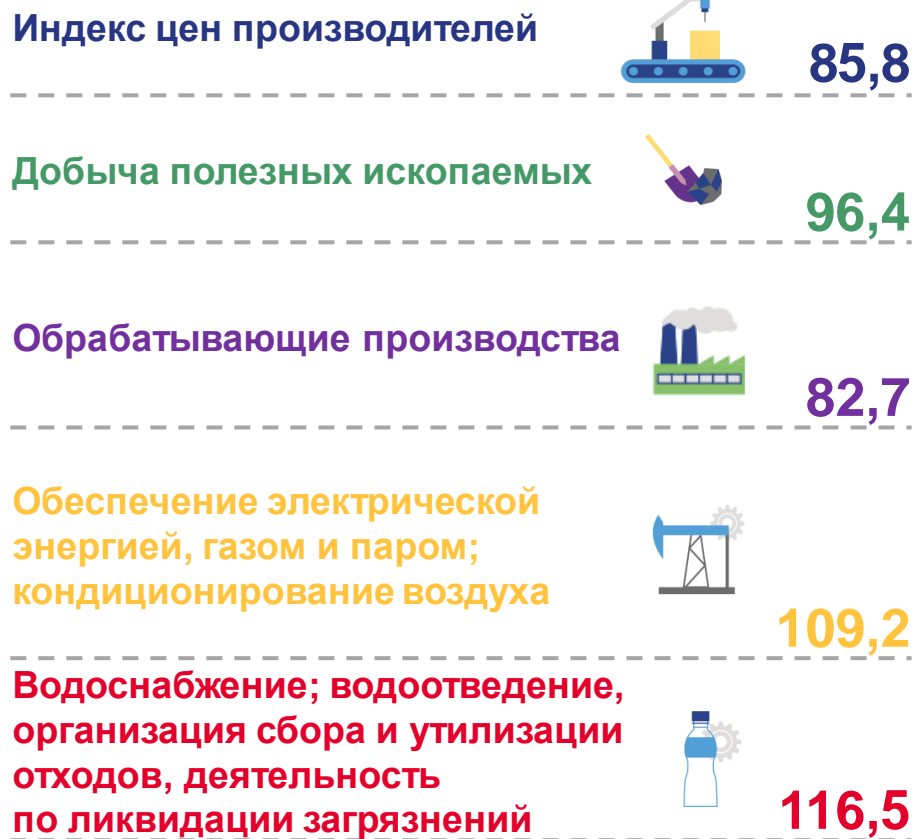 Индекс цен производителей
85,8
Добыча полезных ископаемых
96,4
Обрабатывающие производства
82,7
Обеспечение электрической
энергией, газом и паром;
кондиционирование воздуха
109,2
Водоснабжение; водоотведение,
организация сбора и утилизации
отходов, деятельность
по ликвидации загрязнений
116,5